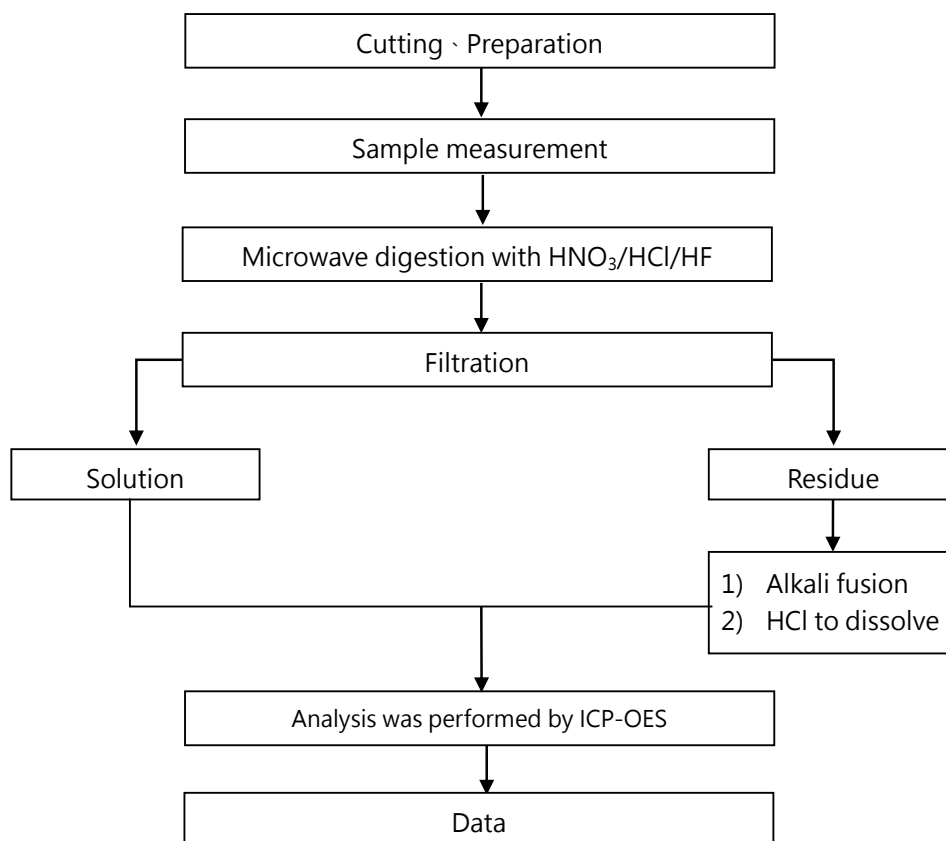 Cutting、Preparation
Sample measurement
Microwave digestion with HNO₃/HCl/HF
Filtration
Solution
Residue
1) Alkali fusion
2) HCl to dissolve
Analysis was performed by ICP-OES
Data